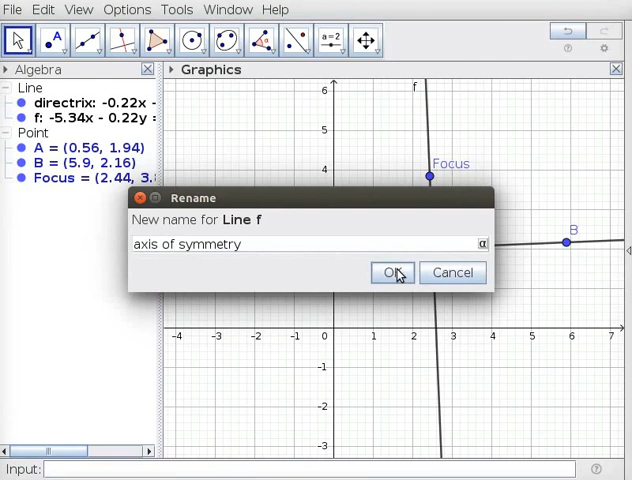 File Edit View Options Tools Window Help
a=2
Algebra
Graphics
Line
directrix: -0.22x -
f: -5.34x - 0.22y =
Point
A = (0.56, 1.94)
B = (5.9, 2.16)
Focus = (2.44, 3.8
f
6
5
4
Focus
B
Rename
New name for Line f
axis of symmetry
α
OK Cancel
-4 -3 -2 -1 0 1 2 3 4 5 6 7
-1
-2
-3
Input: